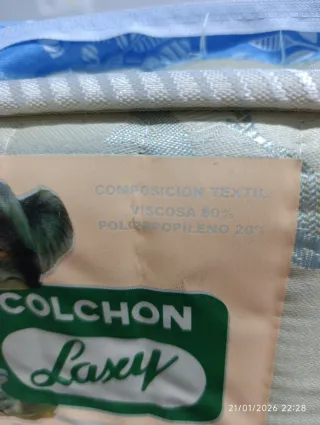 COMPOSICION TEXTIL
VISCOSA 80%
POLIPROPILENO 20%
COLCHON
Laxy
21/01/2026 22:28